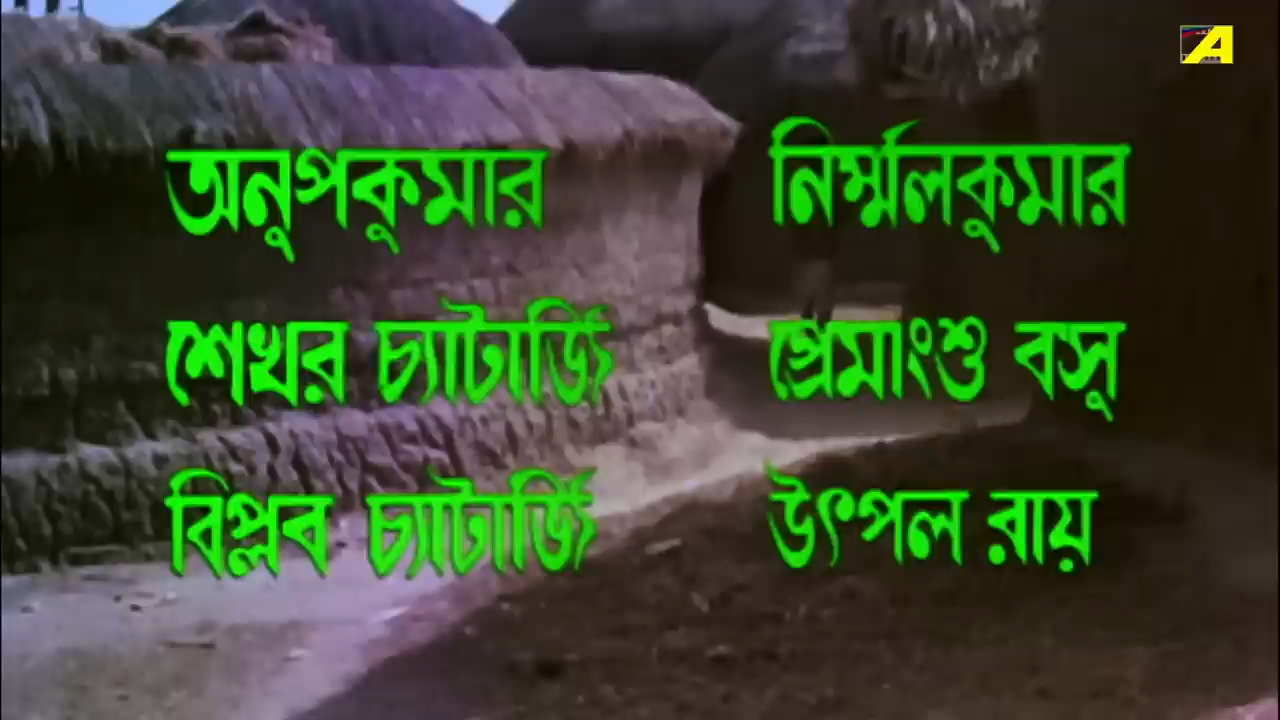 অনুপকুমার নির্ম্মলকুমার
শেখর চ্যাটার্জি প্রেমাংশু বসু
বিপ্লব চ্যাটার্জি উৎপল রায়